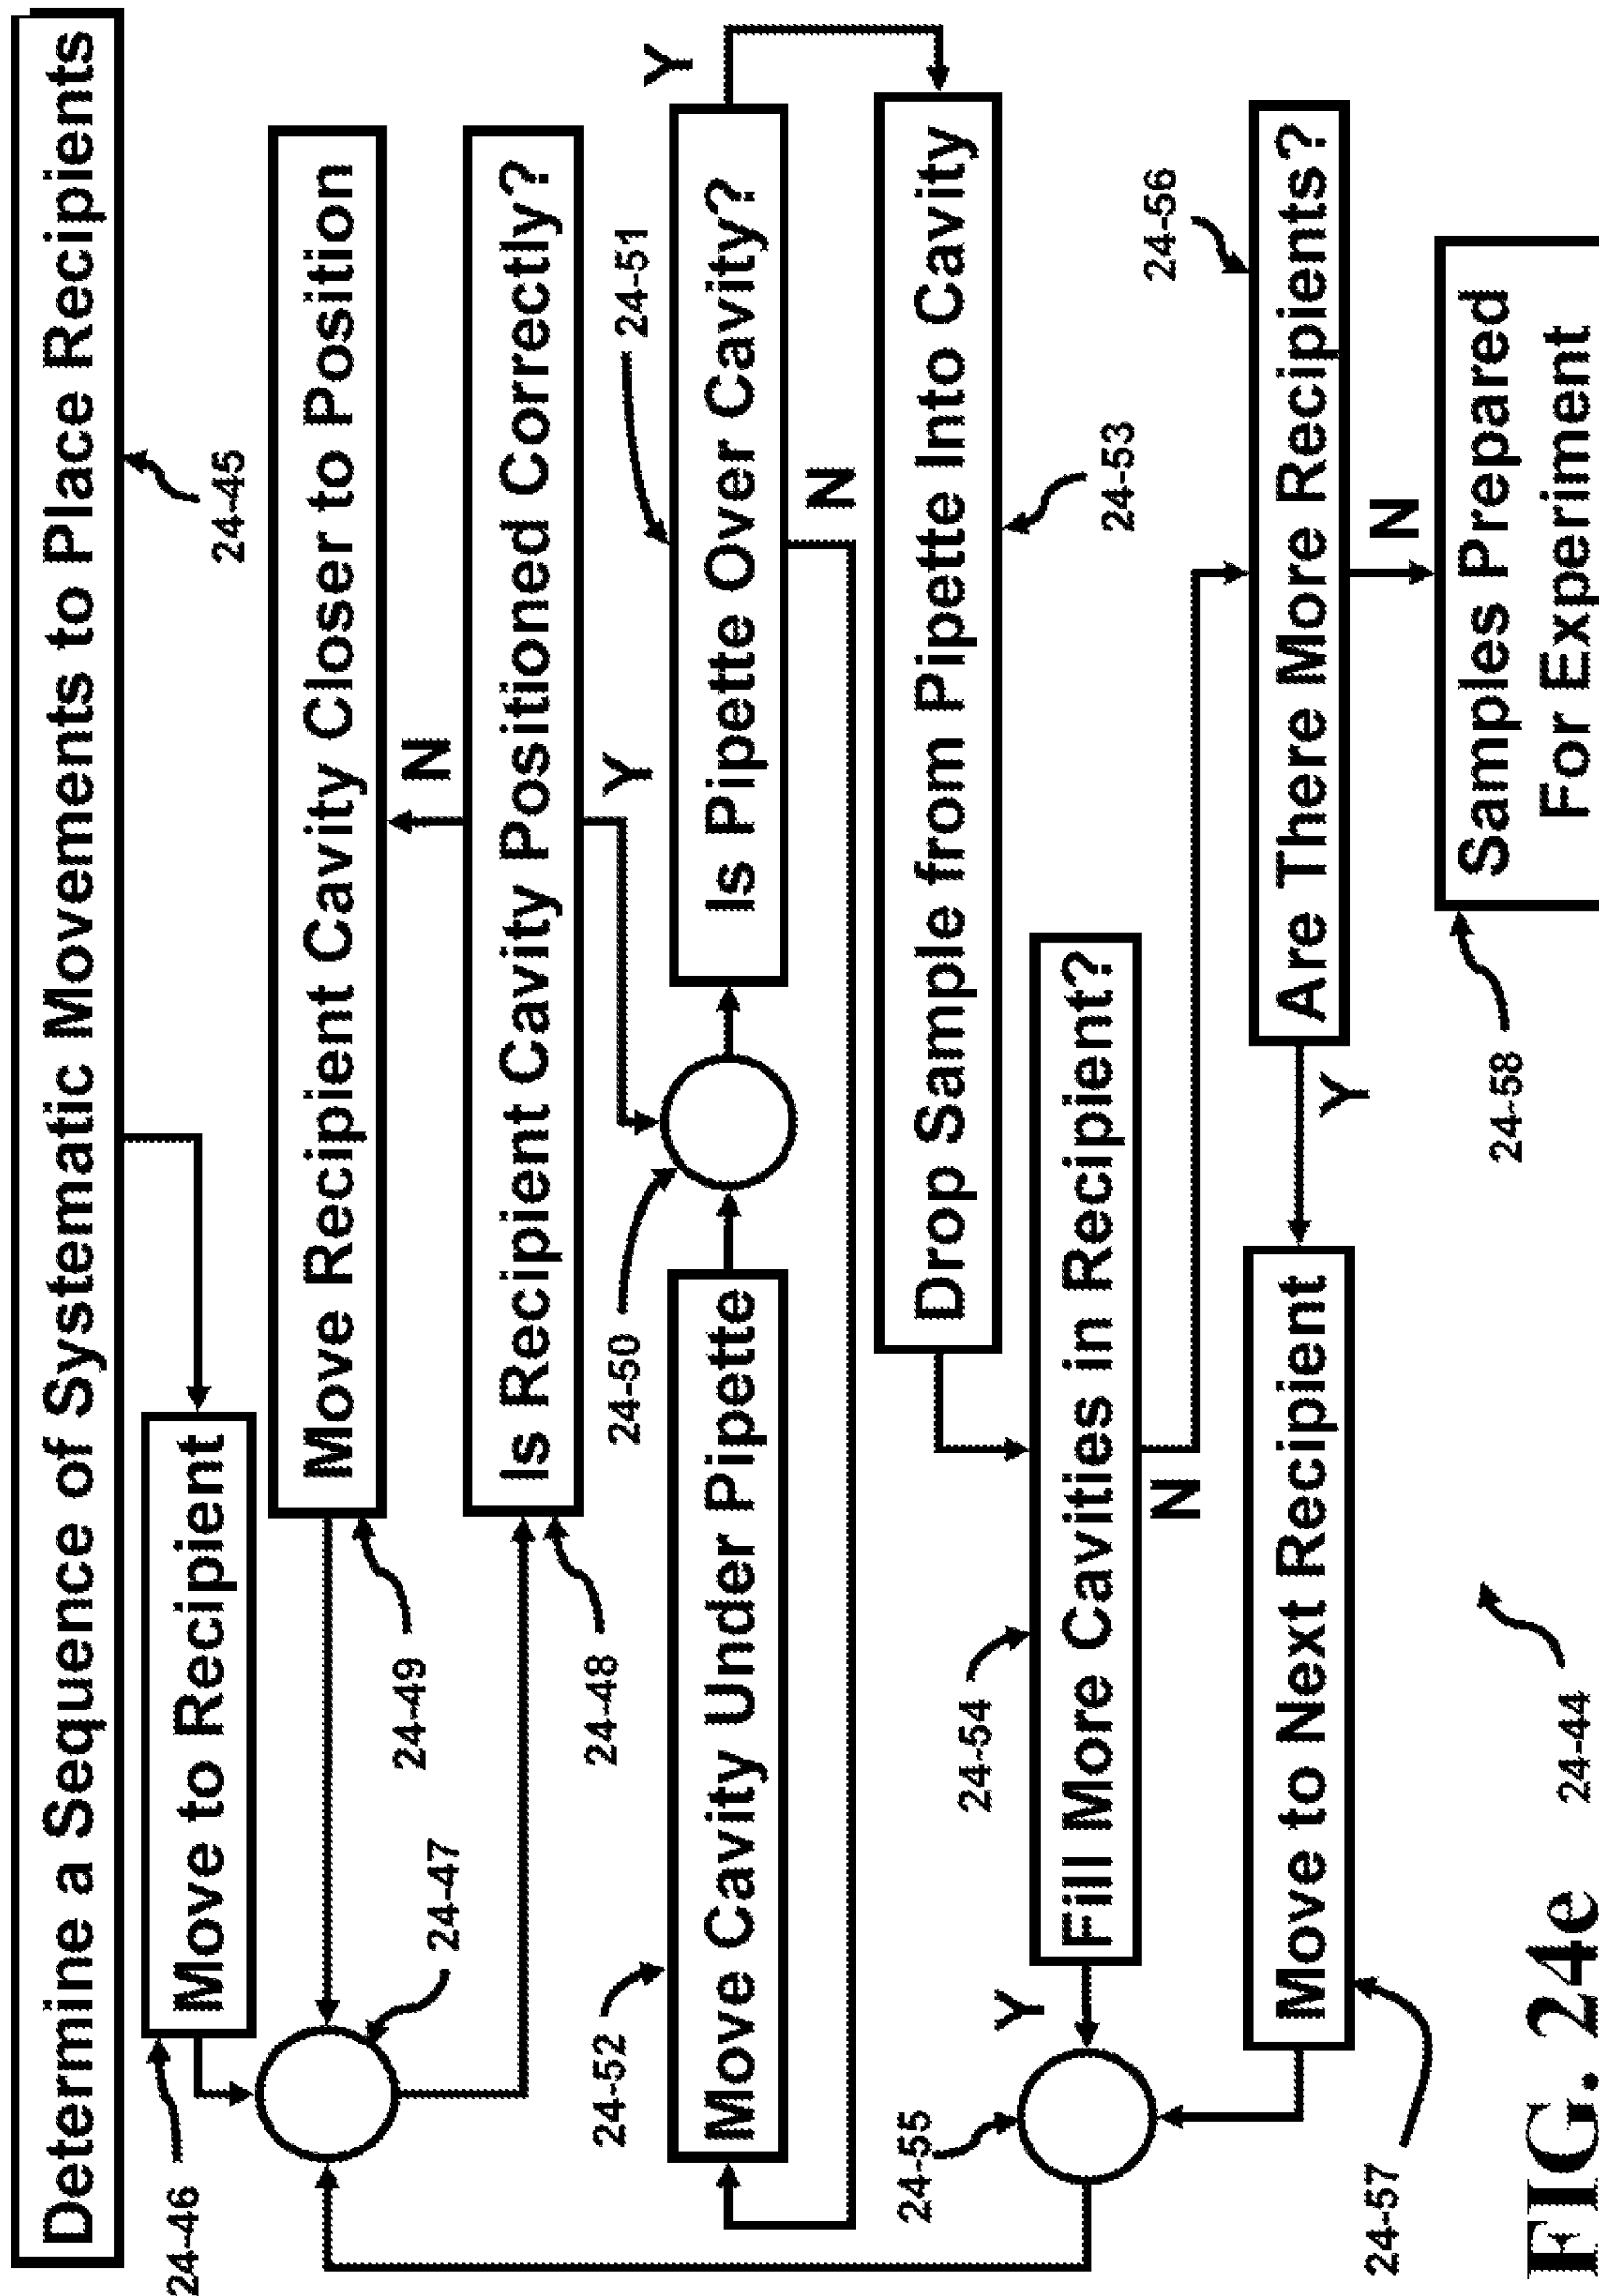 Determine a Sequence of Systematic Movements to Place Recipients
24-45
24-46
Move to Recipient
Move Recipient Cavity Closer to Position
24-49
24-47
N
Is Recipient Cavity Positioned Correctly?
24-48
Y
24-50
24-51
24-52
Move Cavity Under Pipette
Is Pipette Over Cavity?
Y
N
Drop Sample from Pipette Into Cavity
24-53
24-54
24-55
Y
Fill More Cavities in Recipient?
N
24-56
Move to Next Recipient
Y
Are There More Recipients?
24-57
N
24-58
Samples Prepared
For Experiment
24-44
FIG. 24e